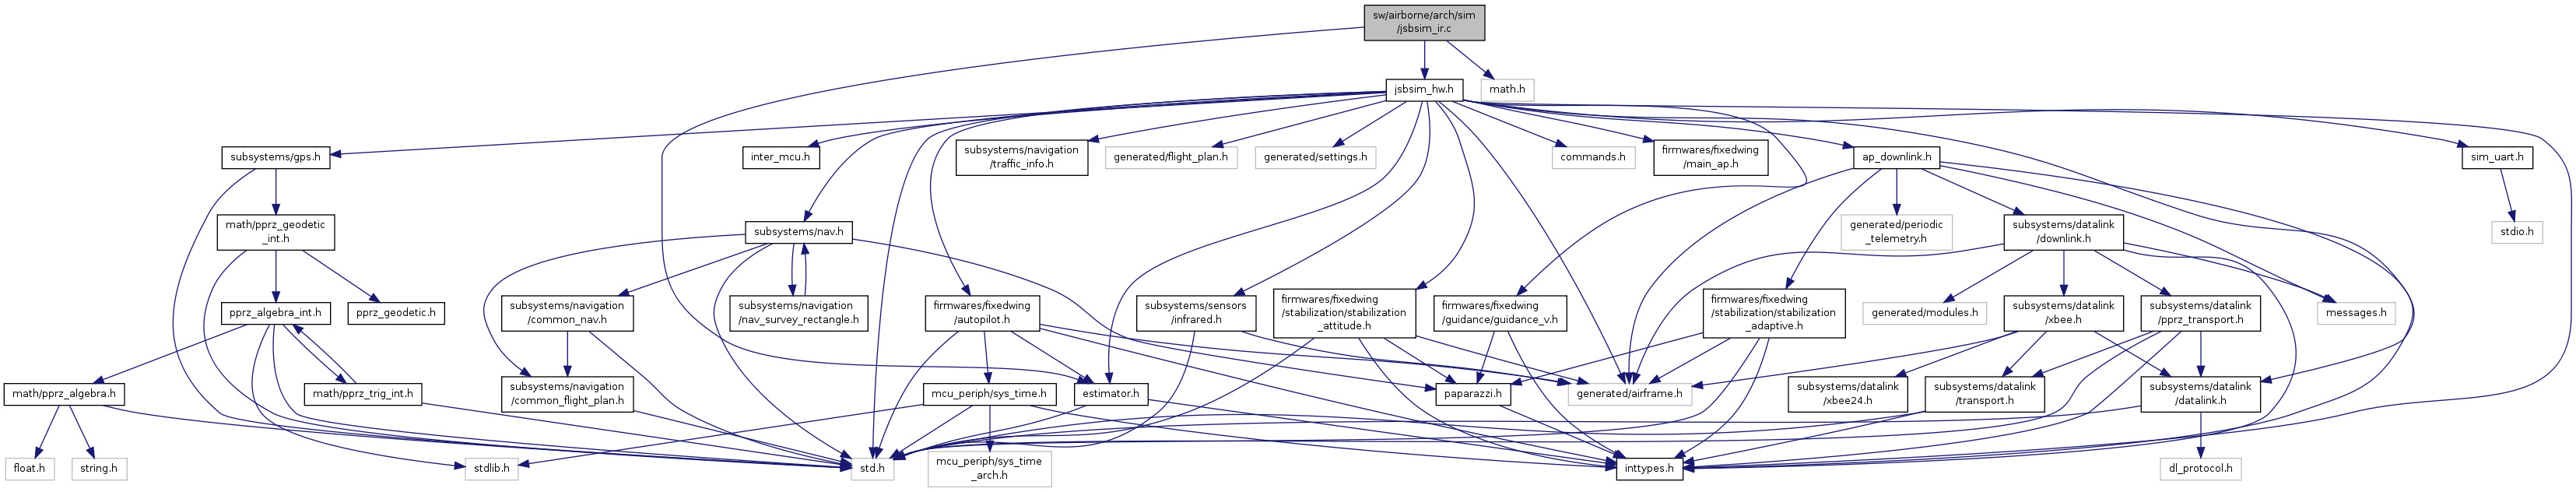 sw/airborne/arch/sim
/jsbsim_ir.c
jsbsim_hw.h
math.h
subsystems/gps.h
inter_mcu.h
subsystems/navigation
/traffic_info.h
generated/flight_plan.h
generated/settings.h
commands.h
firmwares/fixedwing
/main_ap.h
ap_downlink.h
sim_uart.h
math/pprz_geodetic
_int.h
subsystems/nav.h
generated/periodic
_telemetry.h
subsystems/datalink
/downlink.h
stdio.h
pprz_algebra_int.h
pprz_geodetic.h
subsystems/navigation
/common_nav.h
subsystems/navigation
/nav_survey_rectangle.h
firmwares/fixedwing
/autopilot.h
subsystems/sensors
/infrared.h
firmwares/fixedwing
/stabilization/stabilization
_attitude.h
firmwares/fixedwing
/guidance/guidance_v.h
firmwares/fixedwing
/stabilization/stabilization
_adaptive.h
generated/modules.h
subsystems/datalink
/xbee.h
subsystems/datalink
/pprz_transport.h
messages.h
math/pprz_algebra.h
math/pprz_trig_int.h
subsystems/navigation
/common_flight_plan.h
mcu_periph/sys_time.h
estimator.h
paparazzi.h
generated/airframe.h
subsystems/datalink
/xbee24.h
subsystems/datalink
/transport.h
subsystems/datalink
/datalink.h
float.h
string.h
stdlib.h
std.h
mcu_periph/sys_time
_arch.h
inttypes.h
dl_protocol.h